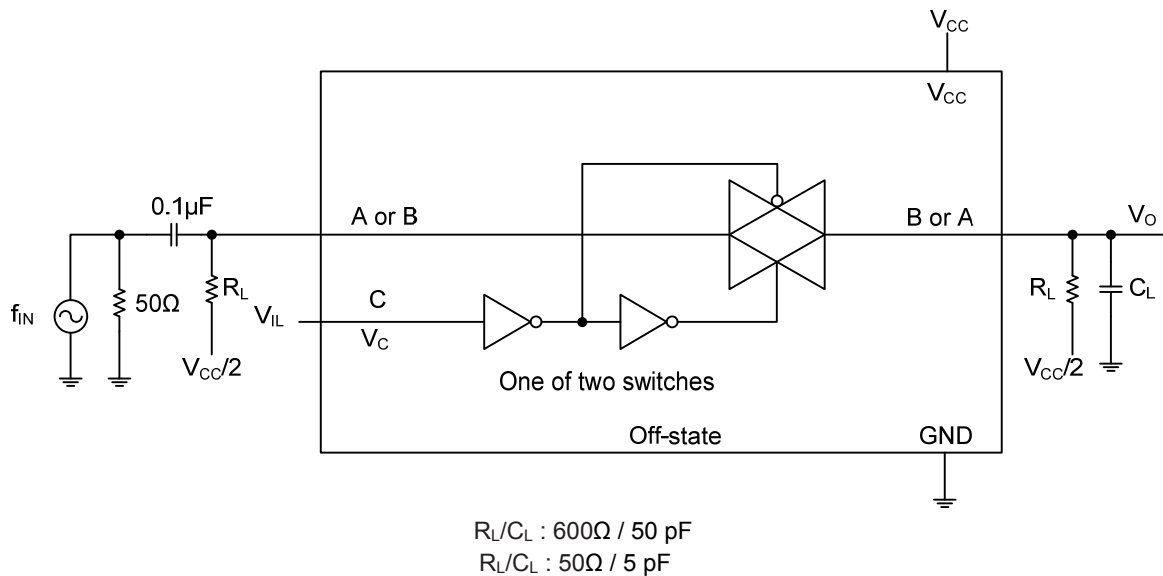 V_CC
V_CC
0.1µF
A or B
B or A
V_O
f_IN
50Ω
R_L
V_IL
C
V_C
R_L
C_L
V_CC/2
V_CC/2
One of two switches
Off-state
GND
R_L/C_L : 600Ω / 50 pF
R_L/C_L : 50Ω / 5 pF